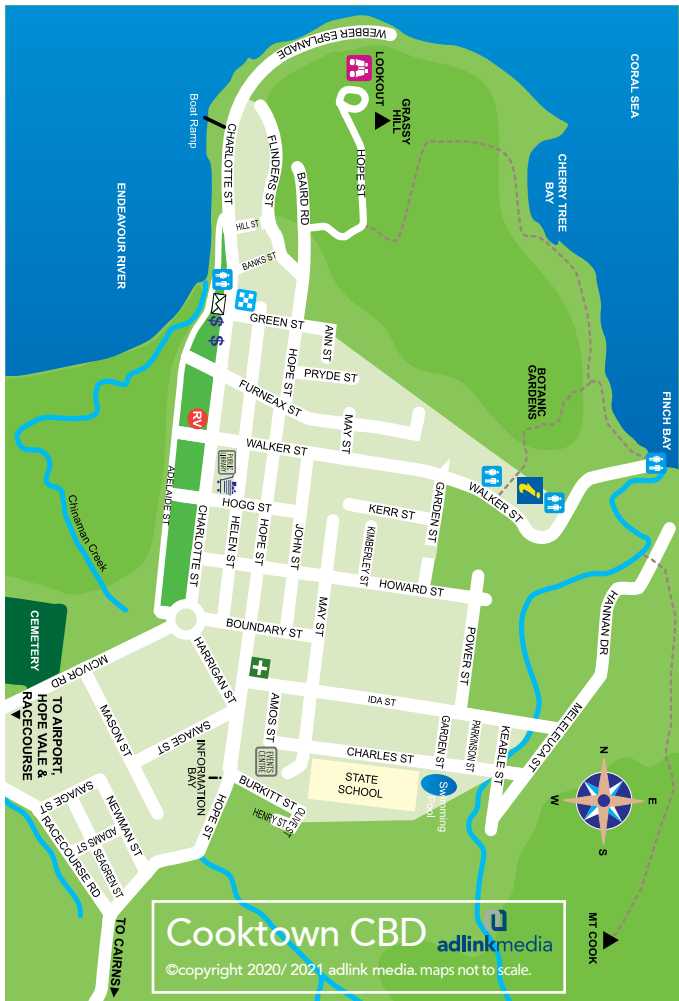 WEBBER ESPLANADE
LOOKOUT
GRASSY
HILL
CORAL SEA
Boat Ramp
CHARLOTTE ST
FLINDERS ST
HOPE ST
BAIRD RD
CHERRY TREE
BAY
ENDEAVOUR RIVER
HILL ST
BANKS ST
$ $
GREEN ST
ANN ST
HOPE ST
PRYDE ST
FURNEAX ST
MAY ST
BOTANIC
GARDENS
FINCH BAY
RV
WALKER ST
PUBLIC
LIBRARY
WALKER ST
i
GARDEN ST
ADELAIDE ST
HOGG ST
KERR ST
Chinaman Creek
CHARLOTTE ST
HELEN ST
HOPE ST
JOHN ST
KIMBERLEY ST
HOWARD ST
MAY ST
CEMETERY
BOUNDARY ST
POWER ST
HANNAN DR
MCIVOR RD
HARRIGAN ST
TO AIRPORT,
HOPE VALE &
RACECOURSE
MASON ST
SAVAGE ST
AMOS ST
IDA ST
GARDEN ST
PARKINSON ST
KEABLE ST
MELELEUCA ST
INFORMATION
BAY
i
EVENTS
CENTRE
CHARLES ST
STATE
SCHOOL
Swimming
Pool
N
E
S
W
BURKITT ST
HENRY ST
OLIVE ST
HOPE ST
SAVAGE ST
NEWMAN ST
ADAMS ST
SEAGREN ST
RACECOURSE RD
TO CAIRNS
MT COOK
Cooktown CBD
adlinkmedia
©copyright 2020/ 2021 adlink media. maps not to scale.